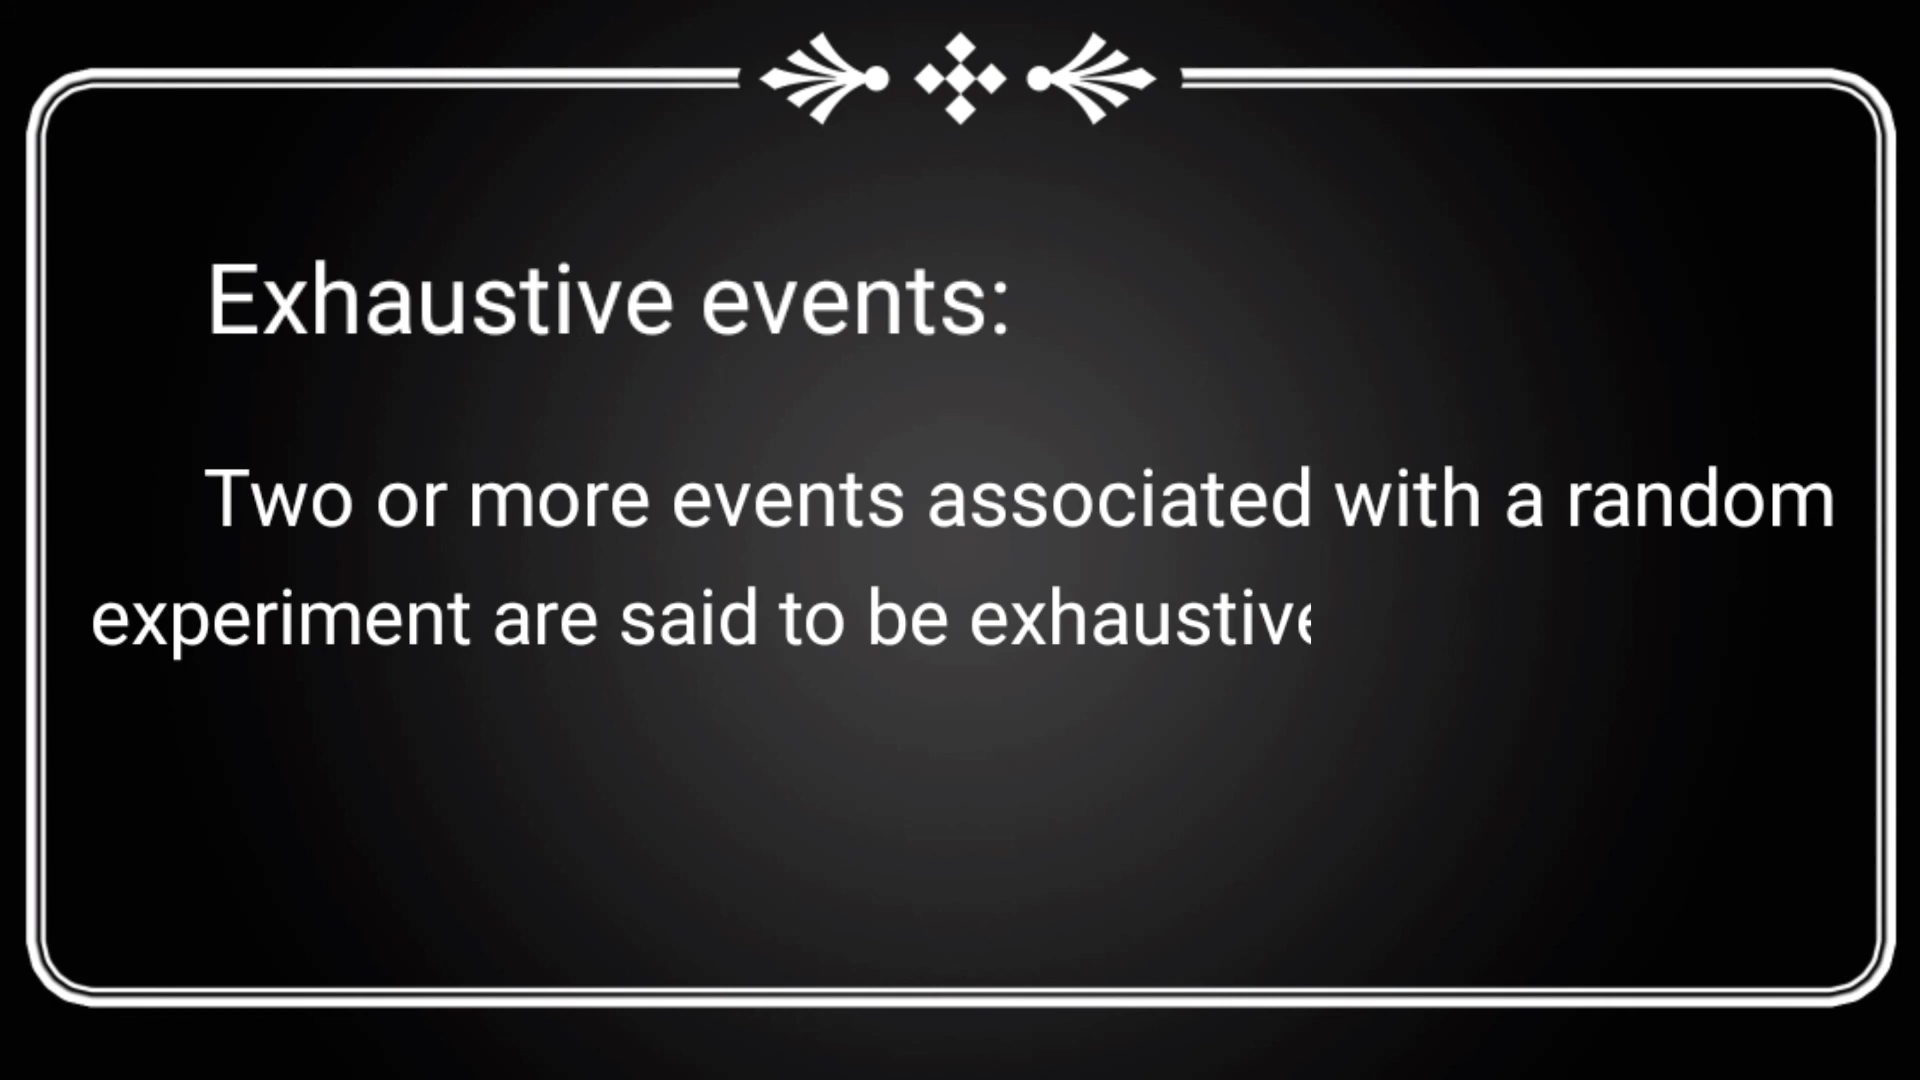 Exhaustive events:
Two or more events associated with a random
experiment are said to be exhaustive